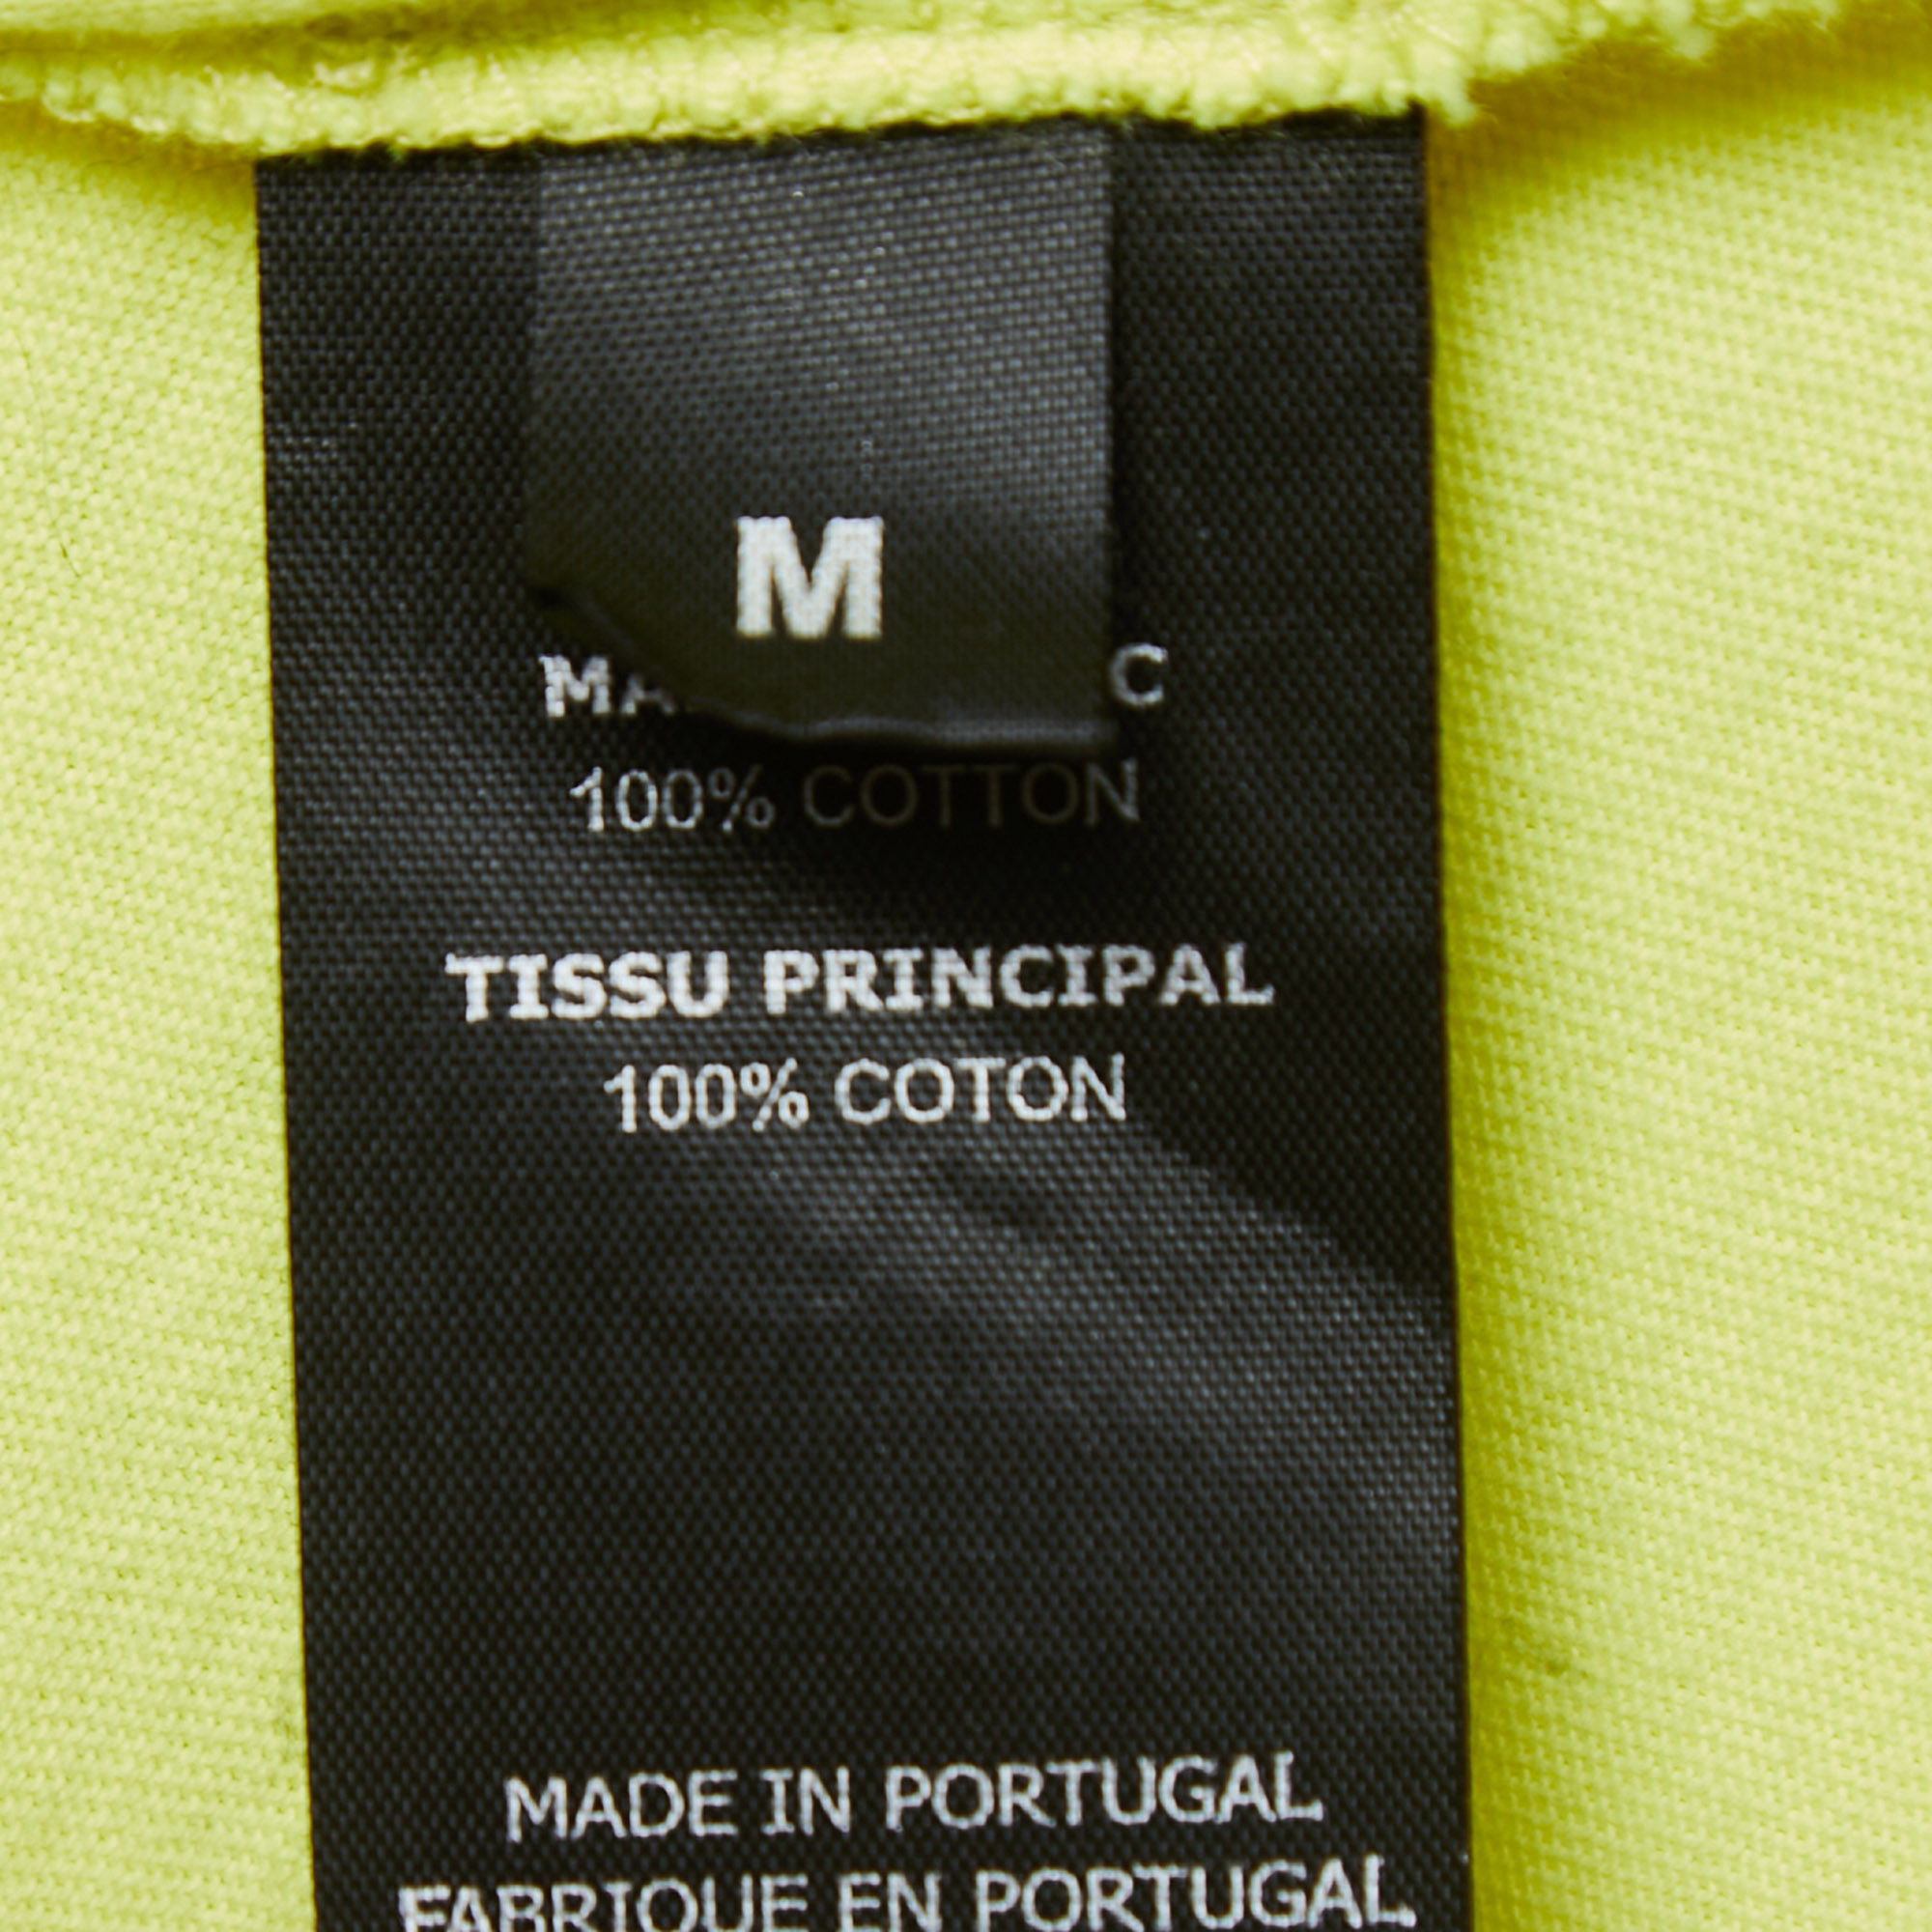 M
100% COTTON
TISSU PRINCIPAL
100% COTON
MADE IN PORTUGAL
FABRIQUE EN PORTUGAL